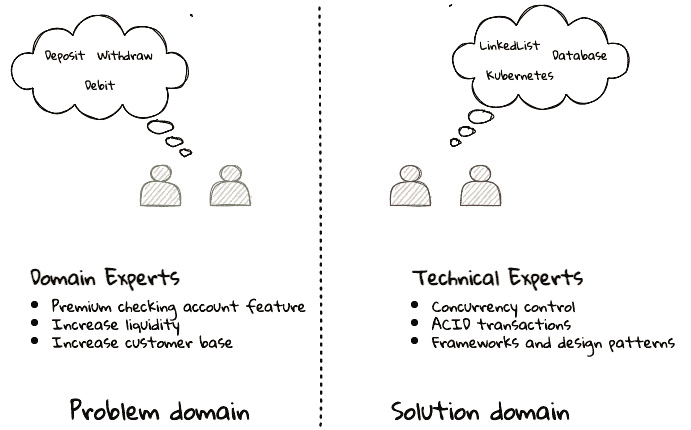 Deposit Withdraw
Debit
LinkedList
Database
Kubernetes
Domain Experts
Premium checking account feature
Increase liquidity
Increase customer base
Problem domain
Technical Experts
Concurrency control
ACID transactions
Frameworks and design patterns
Solution domain